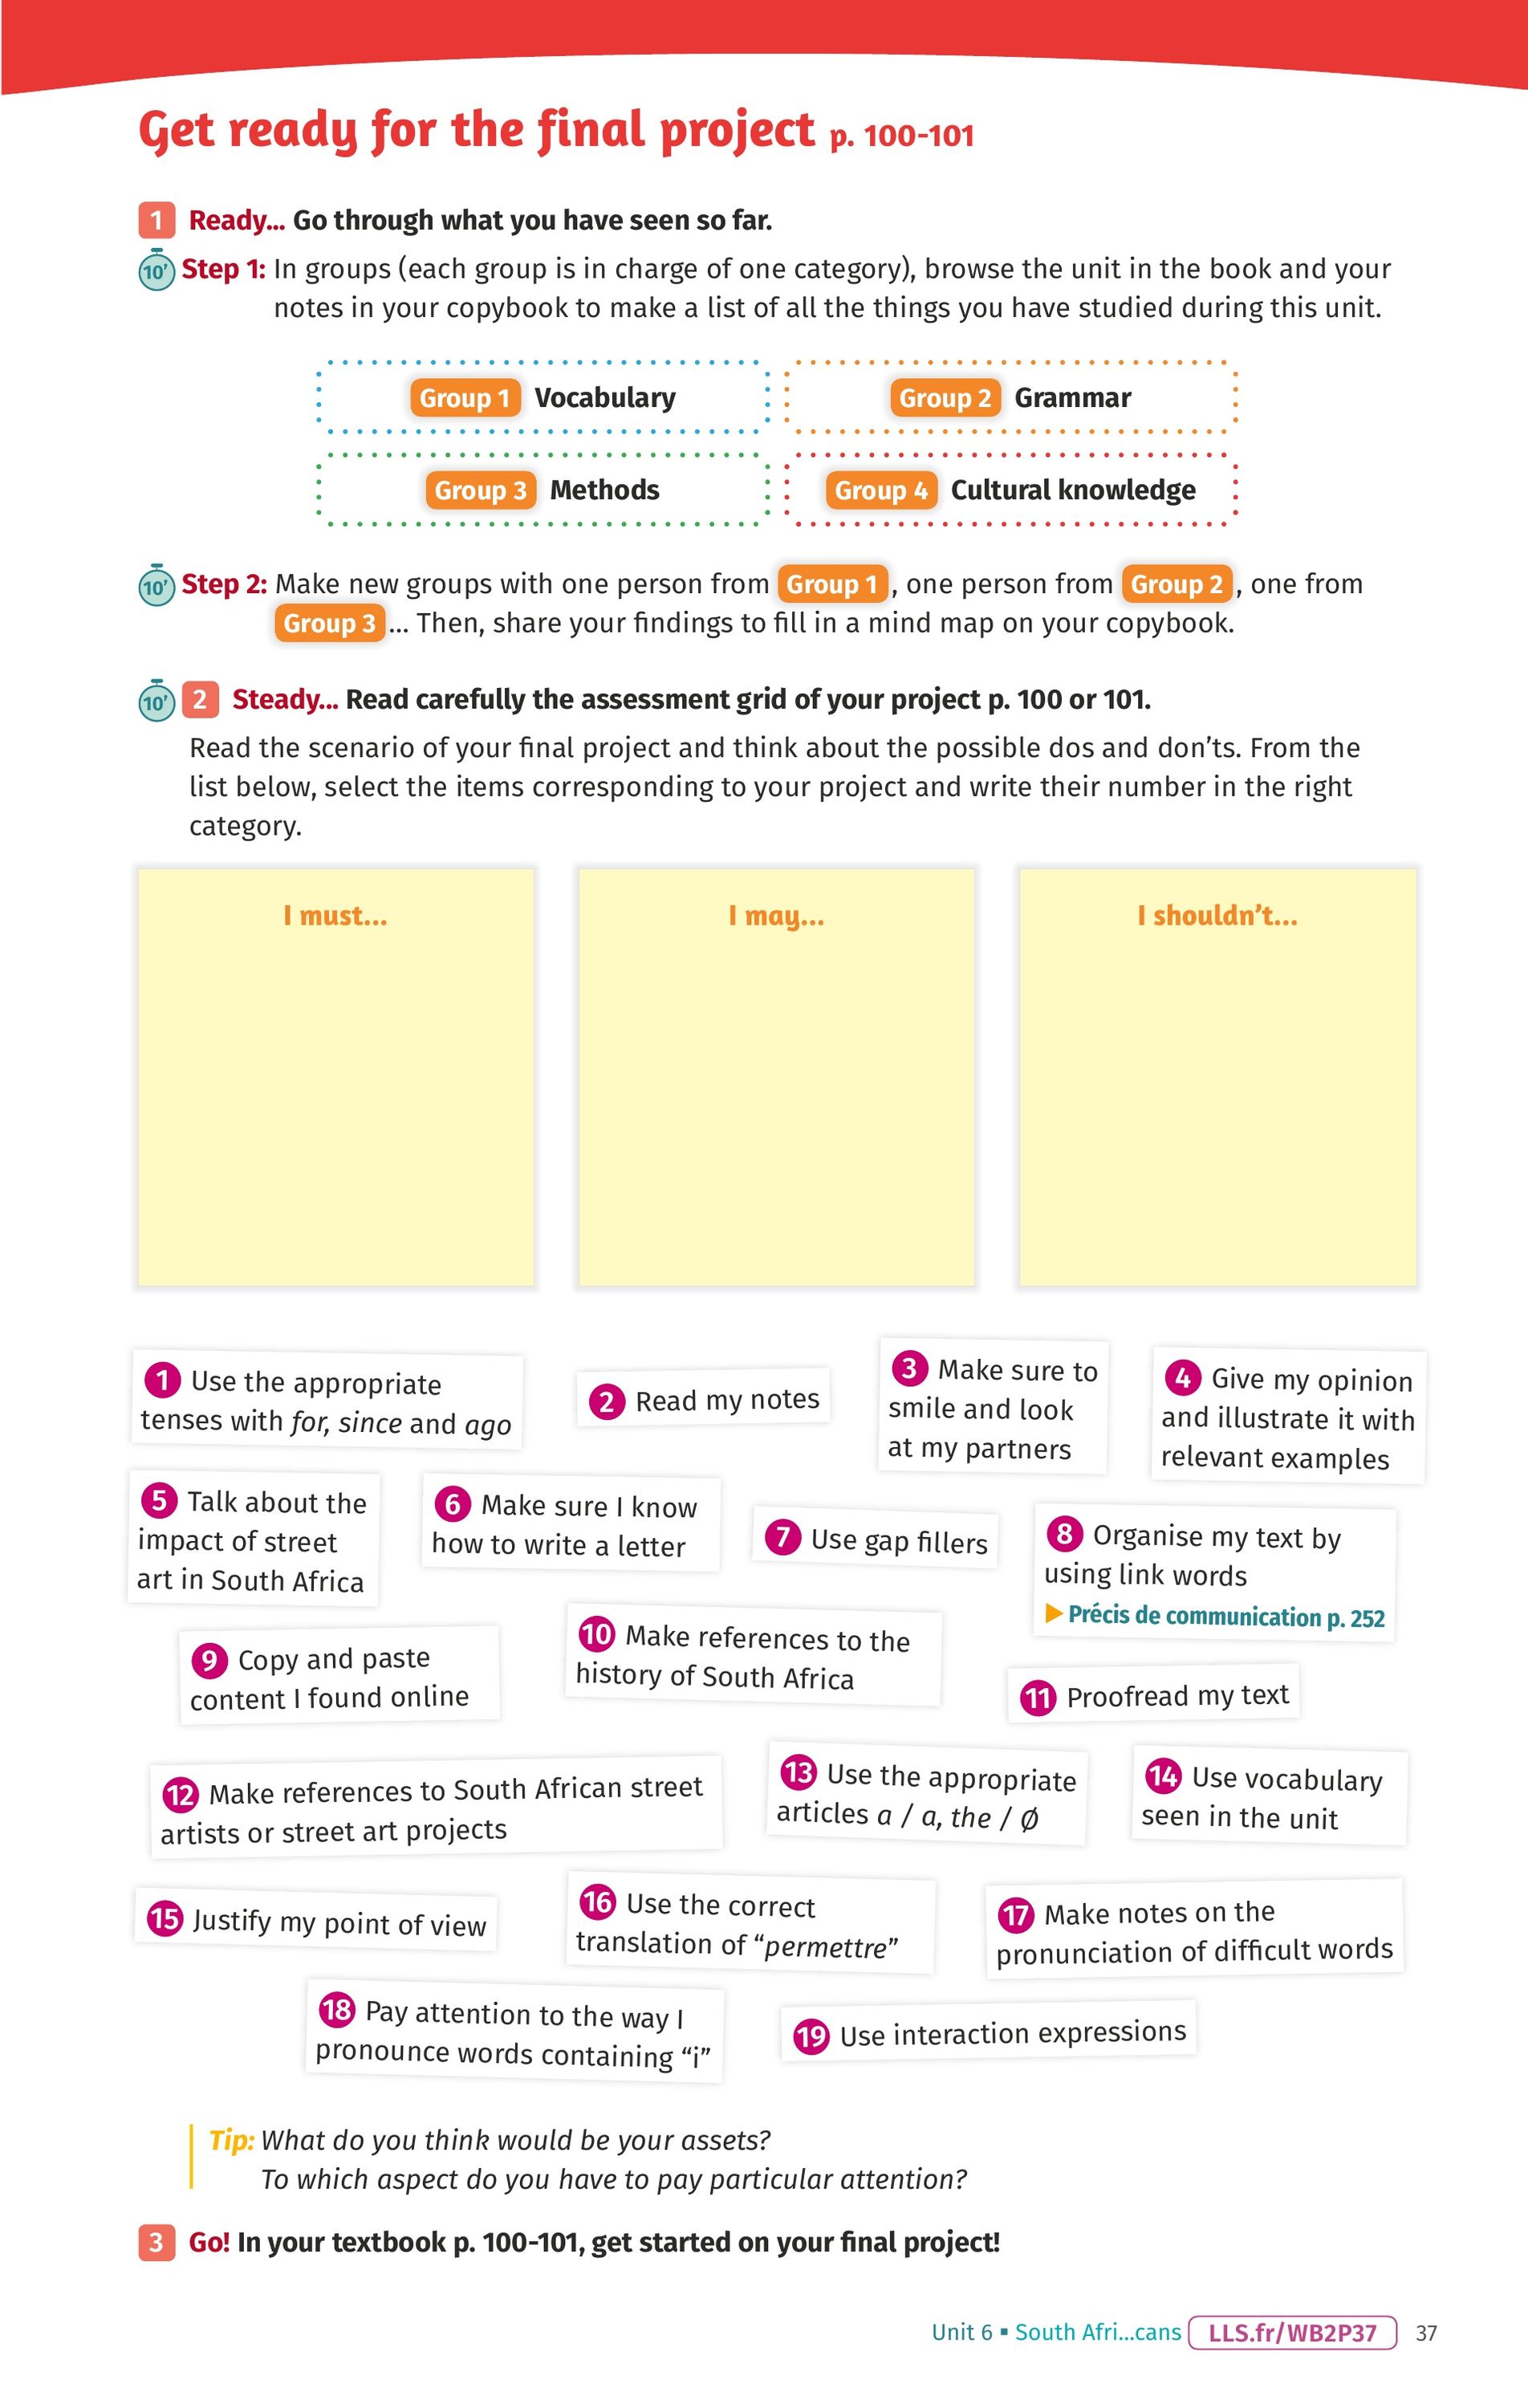 Get ready for the final project p. 100-101
1 Ready... Go through what you have seen so far.
10' Step 1: In groups (each group is in charge of one category), browse the unit in the book and your
notes in your copybook to make a list of all the things you have studied during this unit.
Group 1 Vocabulary
Group 2 Grammar
Group 3 Methods
Group 4 Cultural knowledge
10' Step 2: Make new groups with one person from Group 1, one person from Group 2, one from
Group 3... Then, share your findings to fill in a mind map on your copybook.
10' 2 Steady... Read carefully the assessment grid of your project p. 100 or 101.
Read the scenario of your final project and think about the possible dos and don'ts. From the
list below, select the items corresponding to your project and write their number in the right
category.
I must...
I may...
I shouldn't...
1 Use the appropriate
tenses with for, since and ago
2 Read my notes
3 Make sure to
smile and look
at my partners
4 Give my opinion
and illustrate it with
relevant examples
5 Talk about the
impact of street
art in South Africa
6 Make sure I know
how to write a letter
7 Use gap fillers
8 Organise my text by
using link words
▶ Précis de communication p. 252
9 Copy and paste
content I found online
10 Make references to the
history of South Africa
11 Proofread my text
12 Make references to South African street
artists or street art projects
13 Use the appropriate
articles a / a, the / Ø
14 Use vocabulary
seen in the unit
15 Justify my point of view
16 Use the correct
translation of "permettre"
17 Make notes on the
pronunciation of difficult words
18 Pay attention to the way I
pronounce words containing "i"
19 Use interaction expressions
Tip: What do you think would be your assets?
To which aspect do you have to pay particular attention?
3 Go! In your textbook p. 100-101, get started on your final project!
Unit 6 ▪ South Afri...cans LLS.fr/WB2P37 37